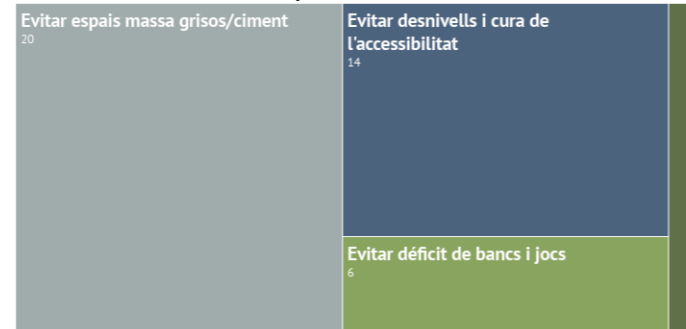 Evitar espais massa grisos/ciment
20
Evitar desnivells i cura de
l'accessibilitat
14
Evitar déficit de bancs i jocs
6